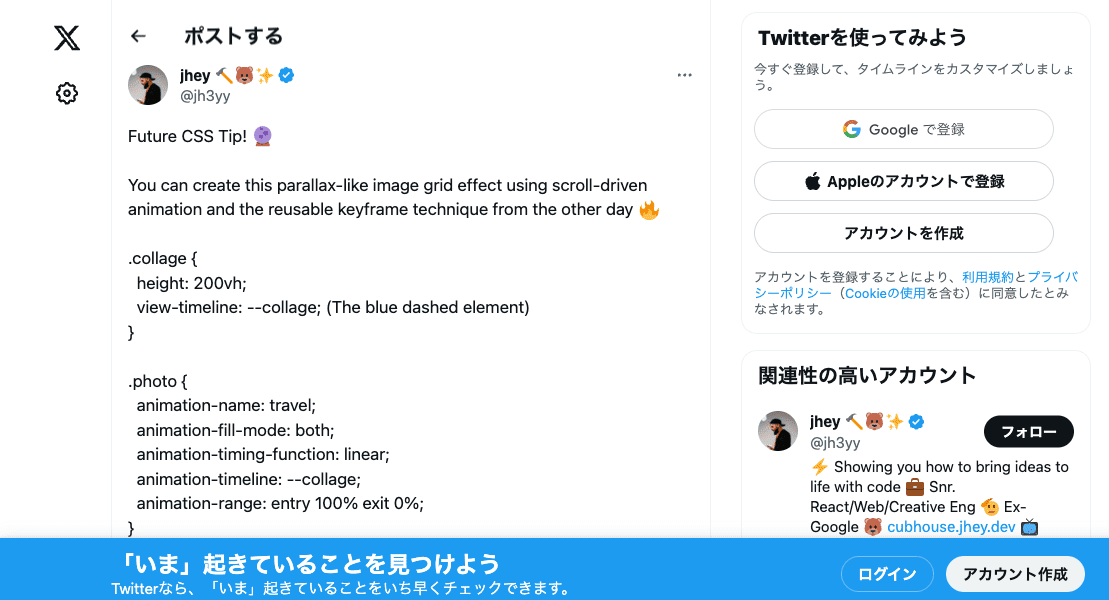 ポストする
jhey 🔨🐻✨
@jh3yy
Future CSS Tip! 🔮
You can create this parallax-like image grid effect using scroll-driven
animation and the reusable keyframe technique from the other day 🔥
.collage {
height: 200vh;
view-timeline: --collage; (The blue dashed element)
}
.photo {
animation-name: travel;
animation-fill-mode: both;
animation-timing-function: linear;
animation-timeline: --collage;
animation-range: entry 100% exit 0%;
}
Twitterを使ってみよう
今すぐ登録して、タイムラインをカスタマイズしましょ
う。
Google で登録
Appleのアカウントで登録
アカウントを作成
アカウントを登録することにより、利用規約とプライバ
シーポリシー（Cookieの使用を含む）に同意したとみ
なされます。
関連性の高いアカウント
jhey 🔨🐻✨
@jh3yy
フォロー
⚡ Showing you how to bring ideas to
life with code 💼 Snr.
React/Web/Creative Eng 🫡 Ex-
Google 🐻 cubhouse.jhey.dev 📺
「いま」起きていることを見つけよう
Twitterなら、「いま」起きていることをいち早くチェックできます。
ログイン
アカウント作成